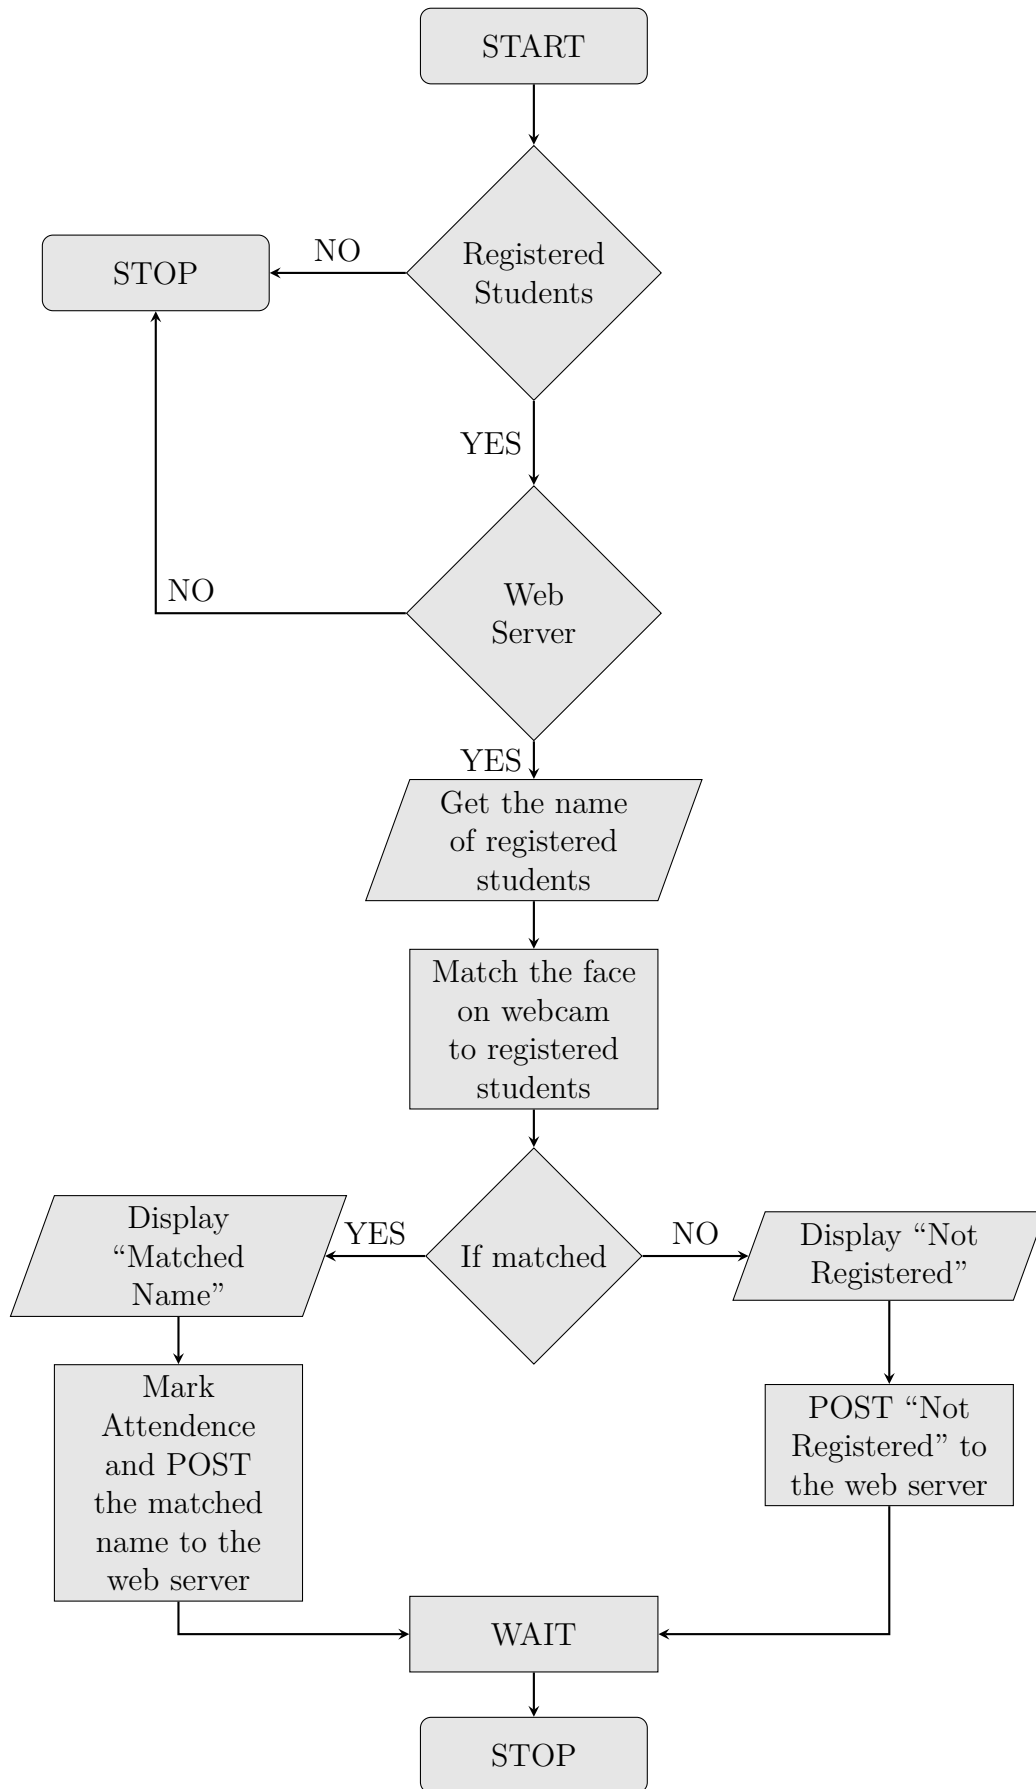 START
Registered
Students
NO
STOP
YES
Web
Server
NO
YES
Get the name
of registered
students
Match the face
on webcam
to registered
students
If matched
YES
Display
“Matched
Name”
Mark
Attendence
and POST
the matched
name to the
web server
NO
Display “Not
Registered”
POST “Not
Registered” to
the web server
WAIT
STOP